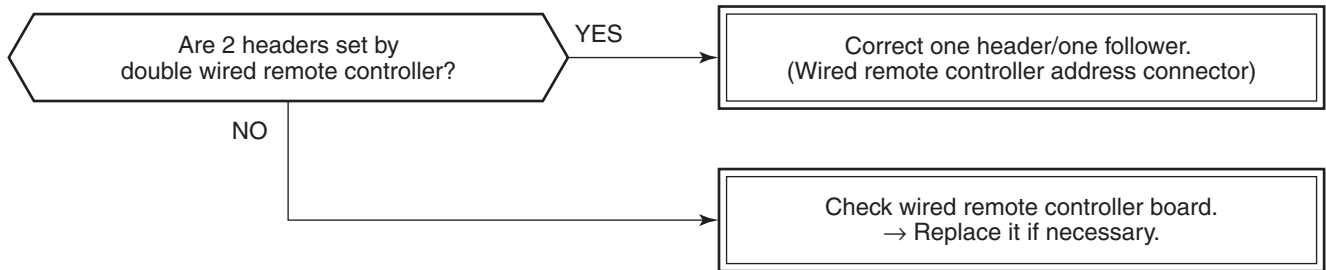 Are 2 headers set by
double wired remote controller?
YES
Correct one header/one follower.
(Wired remote controller address connector)
NO
Check wired remote controller board.
→ Replace it if necessary.